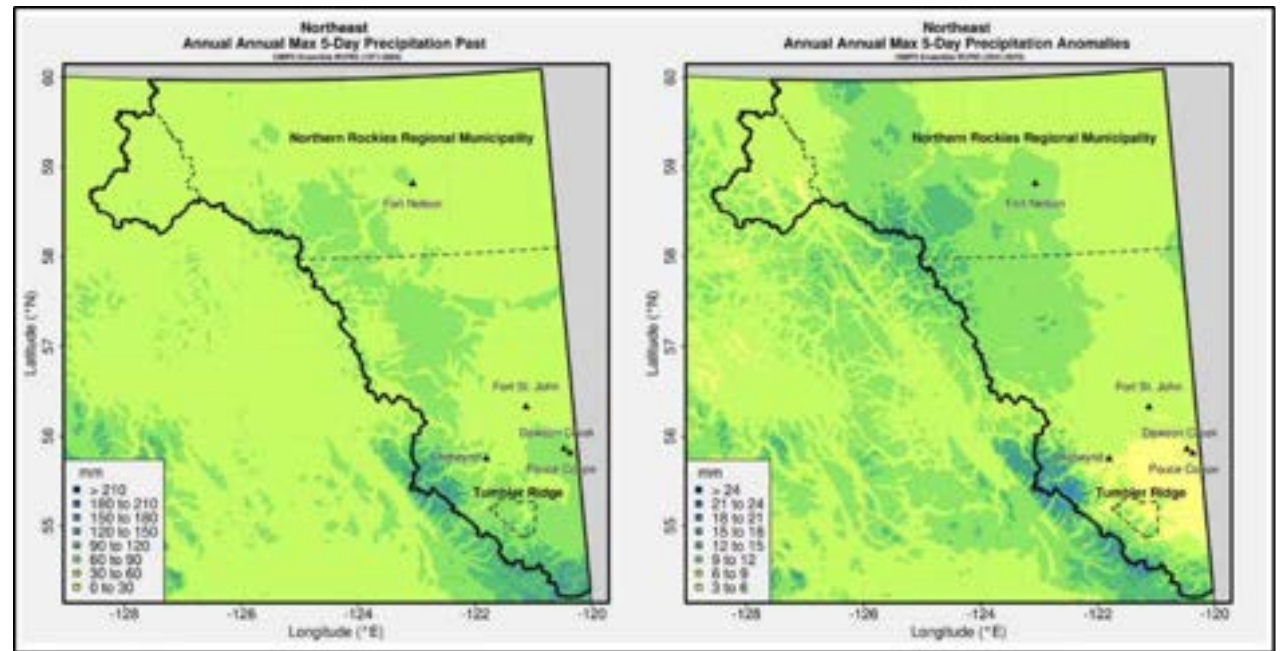 Northeast
Annual Annual Max 5-Day Precipitation Past
Northern Rockies Regional Municipality
Fort Nelson
Fort St. John
Dawson Creek
Chetwynd
Pouce Coupe
Tumbler Ridge
mm
> 210
180 to 210
150 to 180
120 to 150
90 to 120
60 to 90
30 to 60
0 to 30
60
59
58
57
56
55
Latitude (°N)
-128
-126
-124
-122
-120
Longitude (°E)
Northeast
Annual Annual Max 5-Day Precipitation Anomalies
Northern Rockies Regional Municipality
Fort Nelson
Fort St. John
Dawson Creek
Chetwynd
Pouce Coupe
Tumbler Ridge
mm
> 24
21 to 24
18 to 21
15 to 18
12 to 15
9 to 12
6 to 9
3 to 6
60
59
58
57
56
55
Latitude (°N)
-128
-126
-124
-122
-120
Longitude (°E)